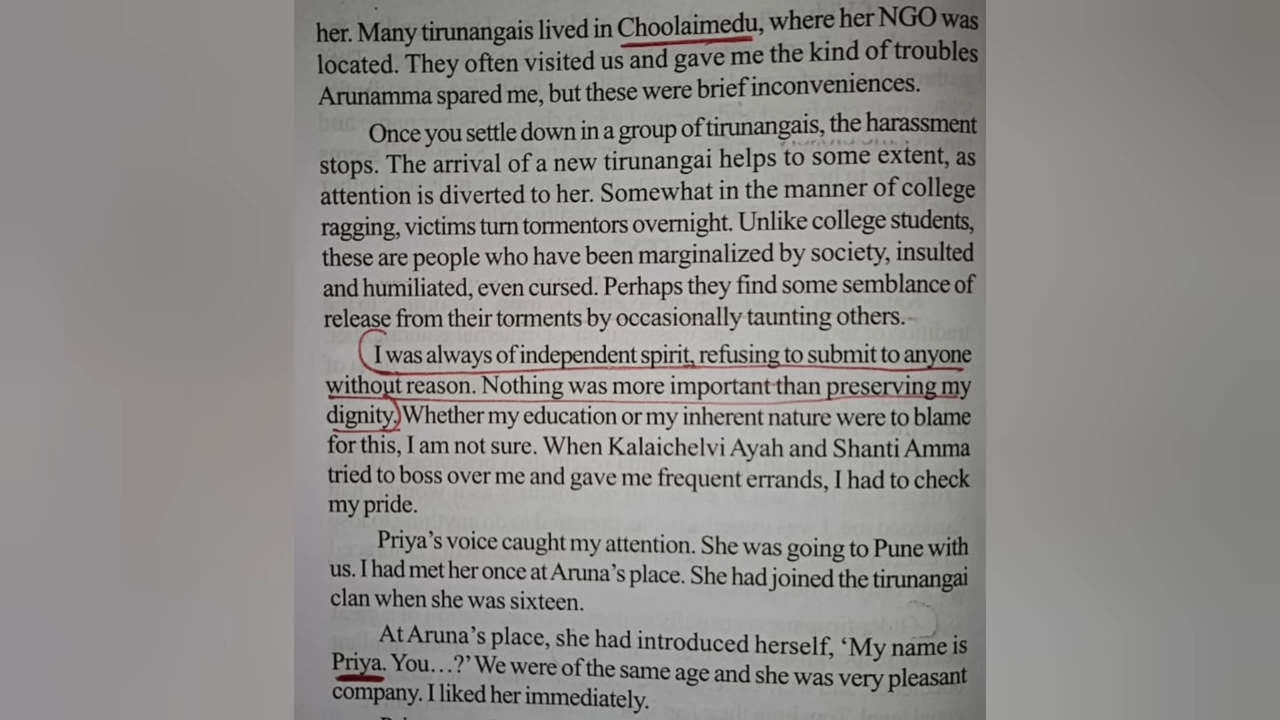 her. Many tirunangais lived in Choolaimedu, where her NGO was
located. They often visited us and gave me the kind of troubles
Arunamma spared me, but these were brief inconveniences.
Once you settle down in a group of tirunangais, the harassment
stops. The arrival of a new tirunangai helps to some extent, as
attention is diverted to her. Somewhat in the manner of college
ragging, victims turn tormentors overnight. Unlike college students,
these are people who have been marginalized by society, insulted
and humiliated, even cursed. Perhaps they find some semblance of
release from their torments by occasionally taunting others.
I was always of independent spirit, refusing to submit to anyone
without reason. Nothing was more important than preserving my
dignity. Whether my education or my inherent nature were to blame
for this, I am not sure. When Kalaichelvi Ayah and Shanti Amma
tried to boss over me and gave me frequent errands, I had to check
my pride.
Priya’s voice caught my attention. She was going to Pune with
us. I had met her once at Aruna’s place. She had joined the tirunangai
clan when she was sixteen.
At Aruna’s place, she had introduced herself, ‘My name is
Priya. You…?’ We were of the same age and she was very pleasant
company. I liked her immediately.